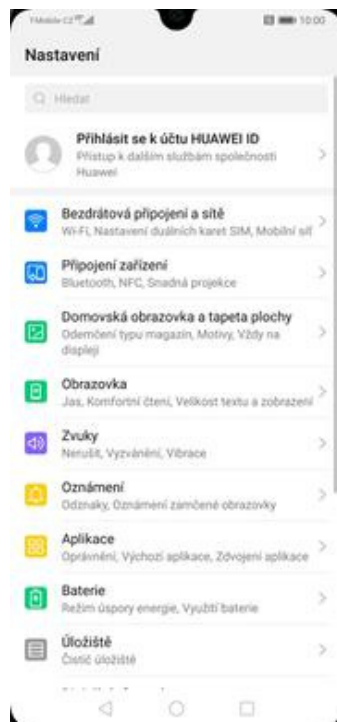 T-Mobile CZ
10:00
Nastavení
Hledat
Přihlásit se k účtu HUAWEI ID
Přístup k dalším službám společnosti
Huawei
Bezdrátová připojení a sítě
Wi-Fi, Nastavení duálních karet SIM, Mobilní síť
Připojení zařízení
Bluetooth, NFC, Snadná projekce
Domovská obrazovka a tapeta plochy
Odemčení typu magazín, Motivy, Vždy na
displeji
Obrazovka
Jas, Komfortní čtení, Velikost textu a zobrazení
Zvuky
Nerušit, Vyzvánění, Vibrace
Oznámení
Odznaky, Oznámení zamčené obrazovky
Aplikace
Oprávnění, Výchozí aplikace, Zdvojení aplikace
Baterie
Režim úspory energie, Využití baterie
Úložiště
Čistič úložiště